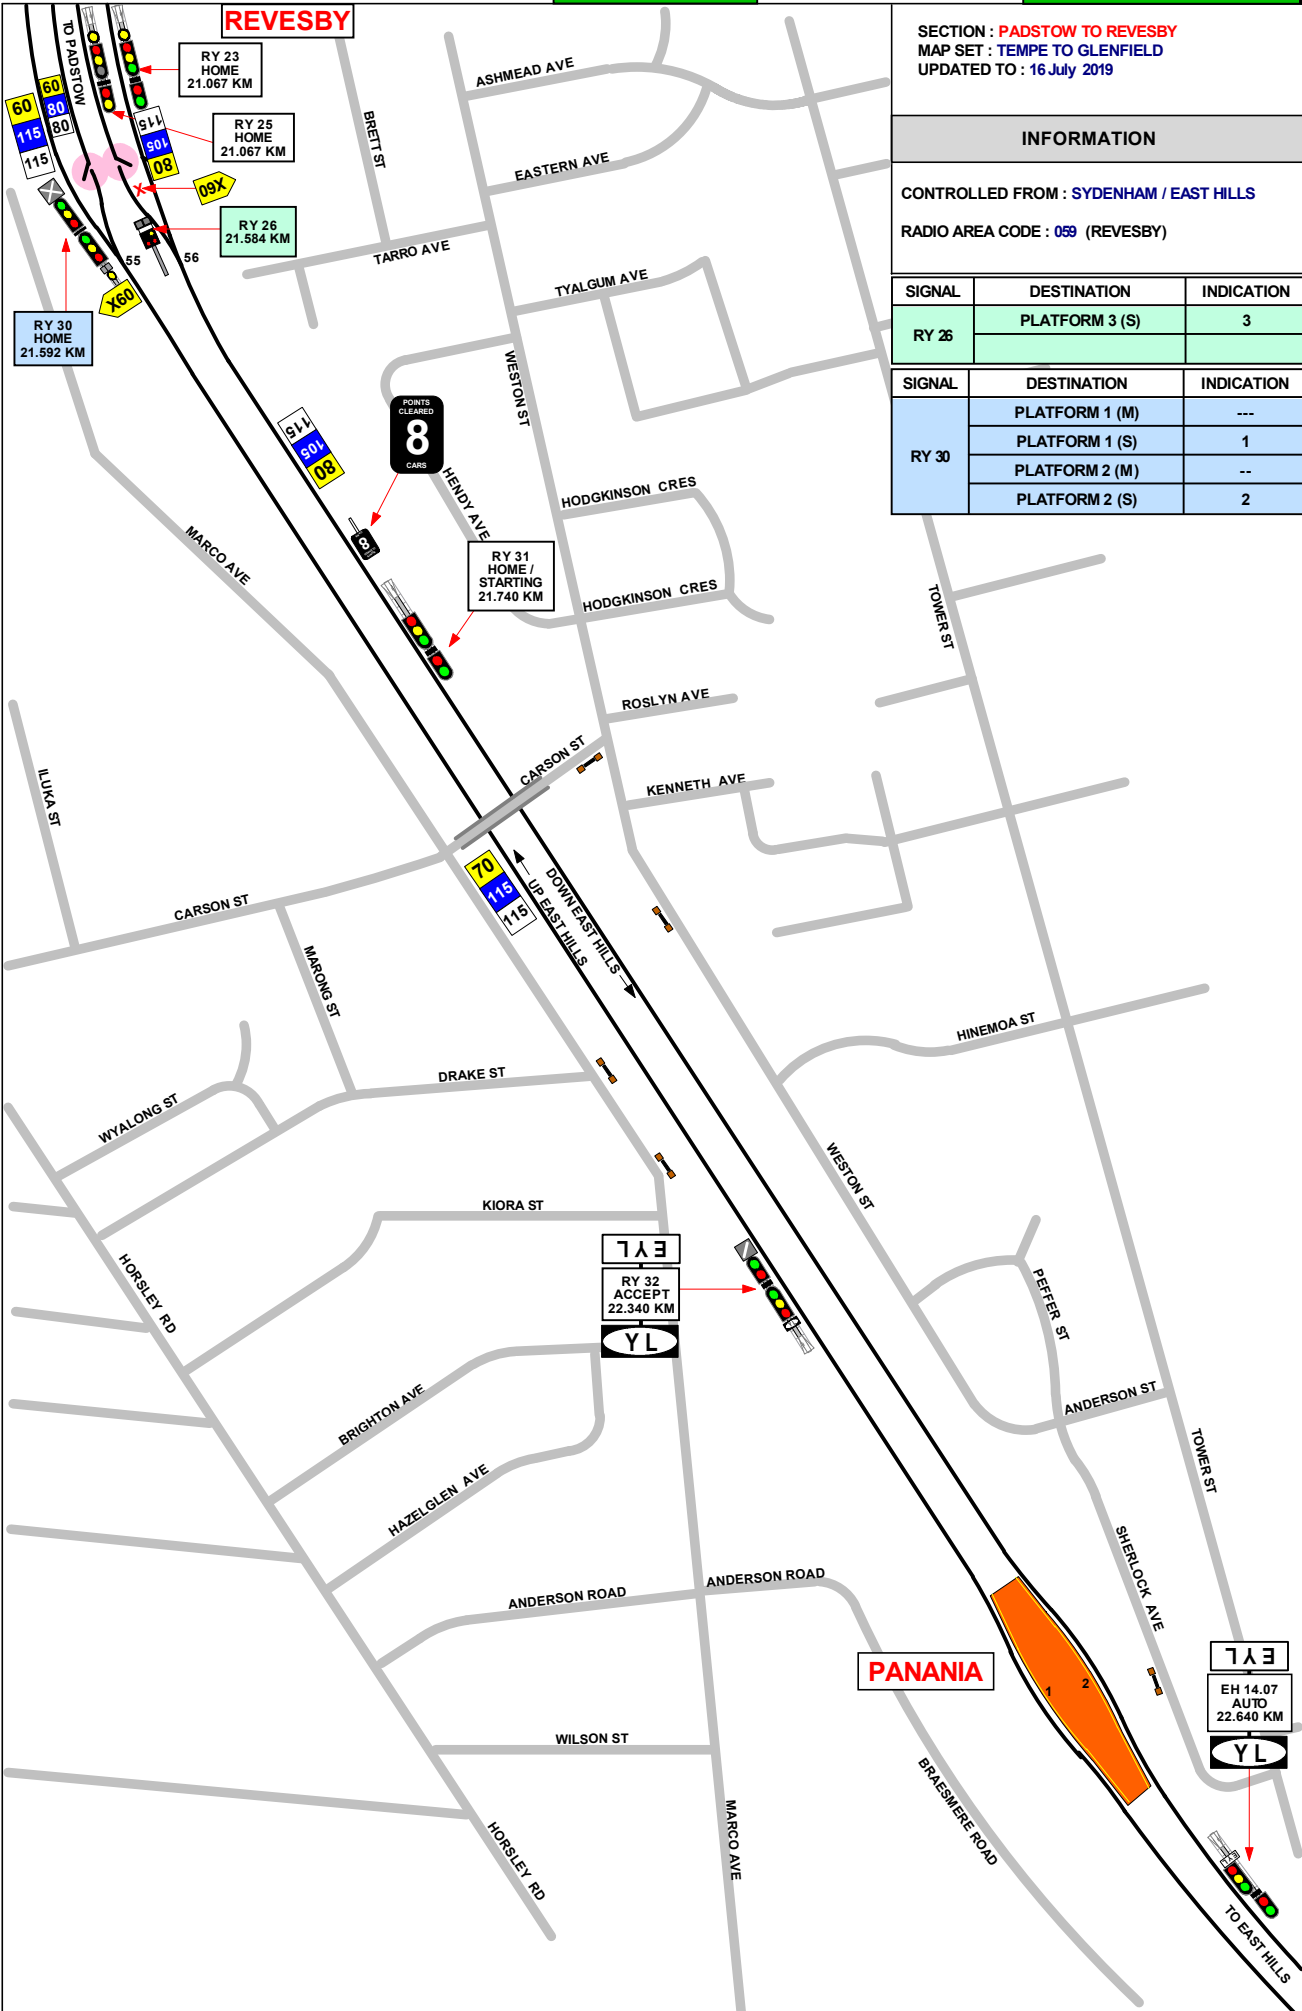 REVESBY
SECTION : PADSTOW TO REVESBY
MAP SET : TEMPE TO GLENFIELD
UPDATED TO : 16 July 2019
INFORMATION
CONTROLLED FROM : SYDENHAM / EAST HILLS
RADIO AREA CODE : 059 (REVESBY)
SIGNAL DESTINATION INDICATION
RY 26 PLATFORM 3 (S) 3
SIGNAL DESTINATION INDICATION
RY 30
PLATFORM 1 (M) ---
PLATFORM 1 (S) 1
PLATFORM 2 (M) --
PLATFORM 2 (S) 2
TO PADSTOW
RY 23
HOME
21.067 KM
RY 25
HOME
21.067 KM
60
115
115
60
80
80
115
105
80
X
X60
RY 26
21.584 KM
55
56
X60
RY 30
HOME
21.592 KM
ASHMEAD AVE
BRETT ST
EASTERN AVE
TARRO AVE
TYALGUM AVE
WESTON ST
115
105
80
POINTS
CLEARED
8
CARS
8
HENDY AVE
HODGKINSON CRES
RY 31
HOME /
STARTING
21.740 KM
HODGKINSON CRES
TOWER ST
MARCO AVE
ROSLYN AVE
CARSON ST
KENNETH AVE
ILUKA ST
70
115
115
UP EAST HILLS
DOWN EAST HILLS
CARSON ST
MARONG ST
HINEMOA ST
DRAKE ST
WYALONG ST
WESTON ST
KIORA ST
HORSLEY RD
EYL
RY 32
ACCEPT
22.340 KM
YL
PEFFER ST
ANDERSON ST
BRIGHTON AVE
TOWER ST
HAZELGLEN AVE
SHERLOCK AVE
ANDERSON ROAD
ANDERSON ROAD
PANANIA
1
2
EYL
EH 14.07
AUTO
22.640 KM
YL
WILSON ST
MARCO AVE
BRAESMERE ROAD
HORSLEY RD
TO EAST HILLS